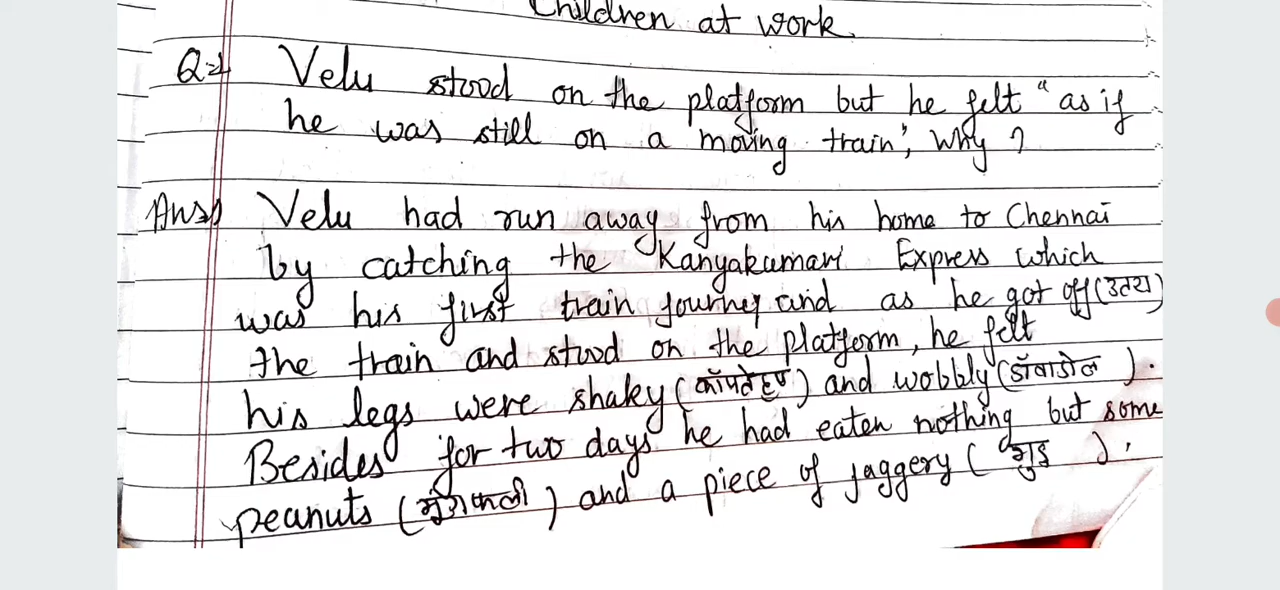 Children at work.
Q.1 Velu stood on the platform but he felt "as if
he was still on a moving train", Why ?
Ans) Velu had run away from his home to Chennai
by catching the Kanyakumari Express which
was his first train journey and as he got off (उतरा)
the train and stood on the platform, he felt
his legs were shaky (काँपते हुए) and wobbly (डाँवाडोल ).
Besides for two days he had eaten nothing but some
peanuts (मूँगफली ) and a piece of jaggery ( गुड़ ).